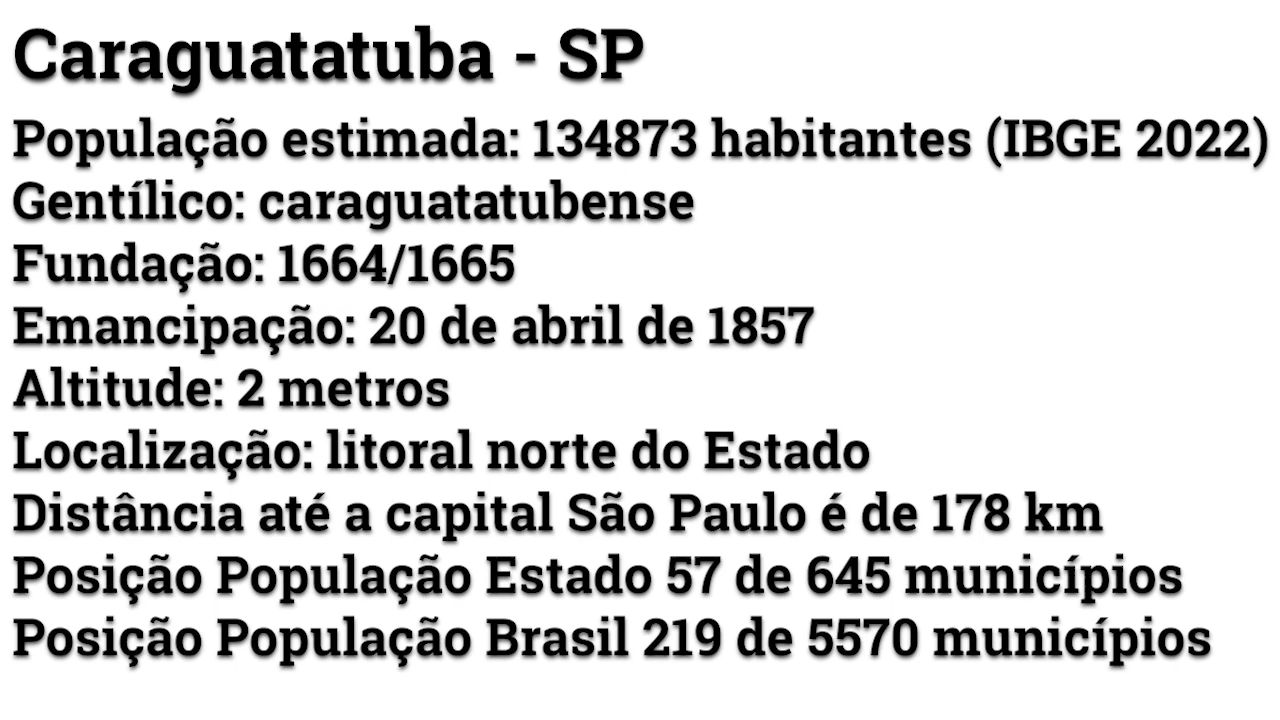 Caraguatatuba - SP
População estimada: 134873 habitantes (IBGE 2022)
Gentílico: caraguatatubense
Fundação: 1664/1665
Emancipação: 20 de abril de 1857
Altitude: 2 metros
Localização: litoral norte do Estado
Distância até a capital São Paulo é de 178 km
Posição População Estado 57 de 645 municípios
Posição População Brasil 219 de 5570 municípios